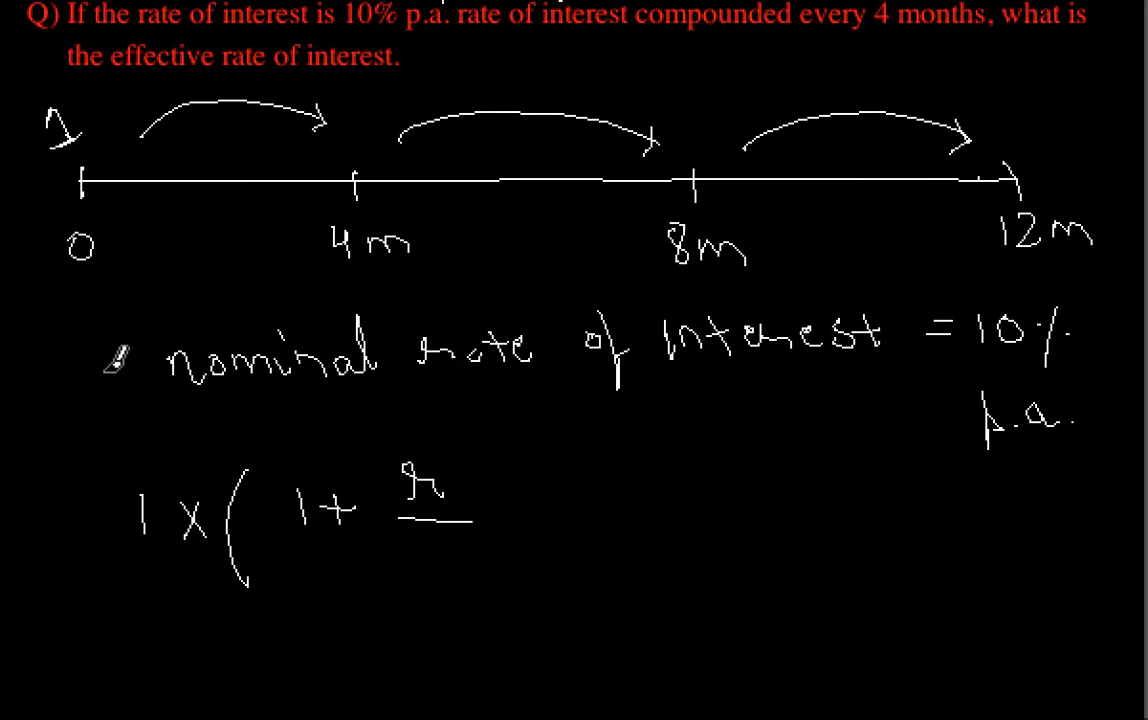 Q) If the rate of interest is 10% p.a. rate of interest compounded every 4 months, what is
the effective rate of interest.
1
0 4m 8m 12m
nominal rate of interest = 10%
p.a.
1 x ( 1 + r